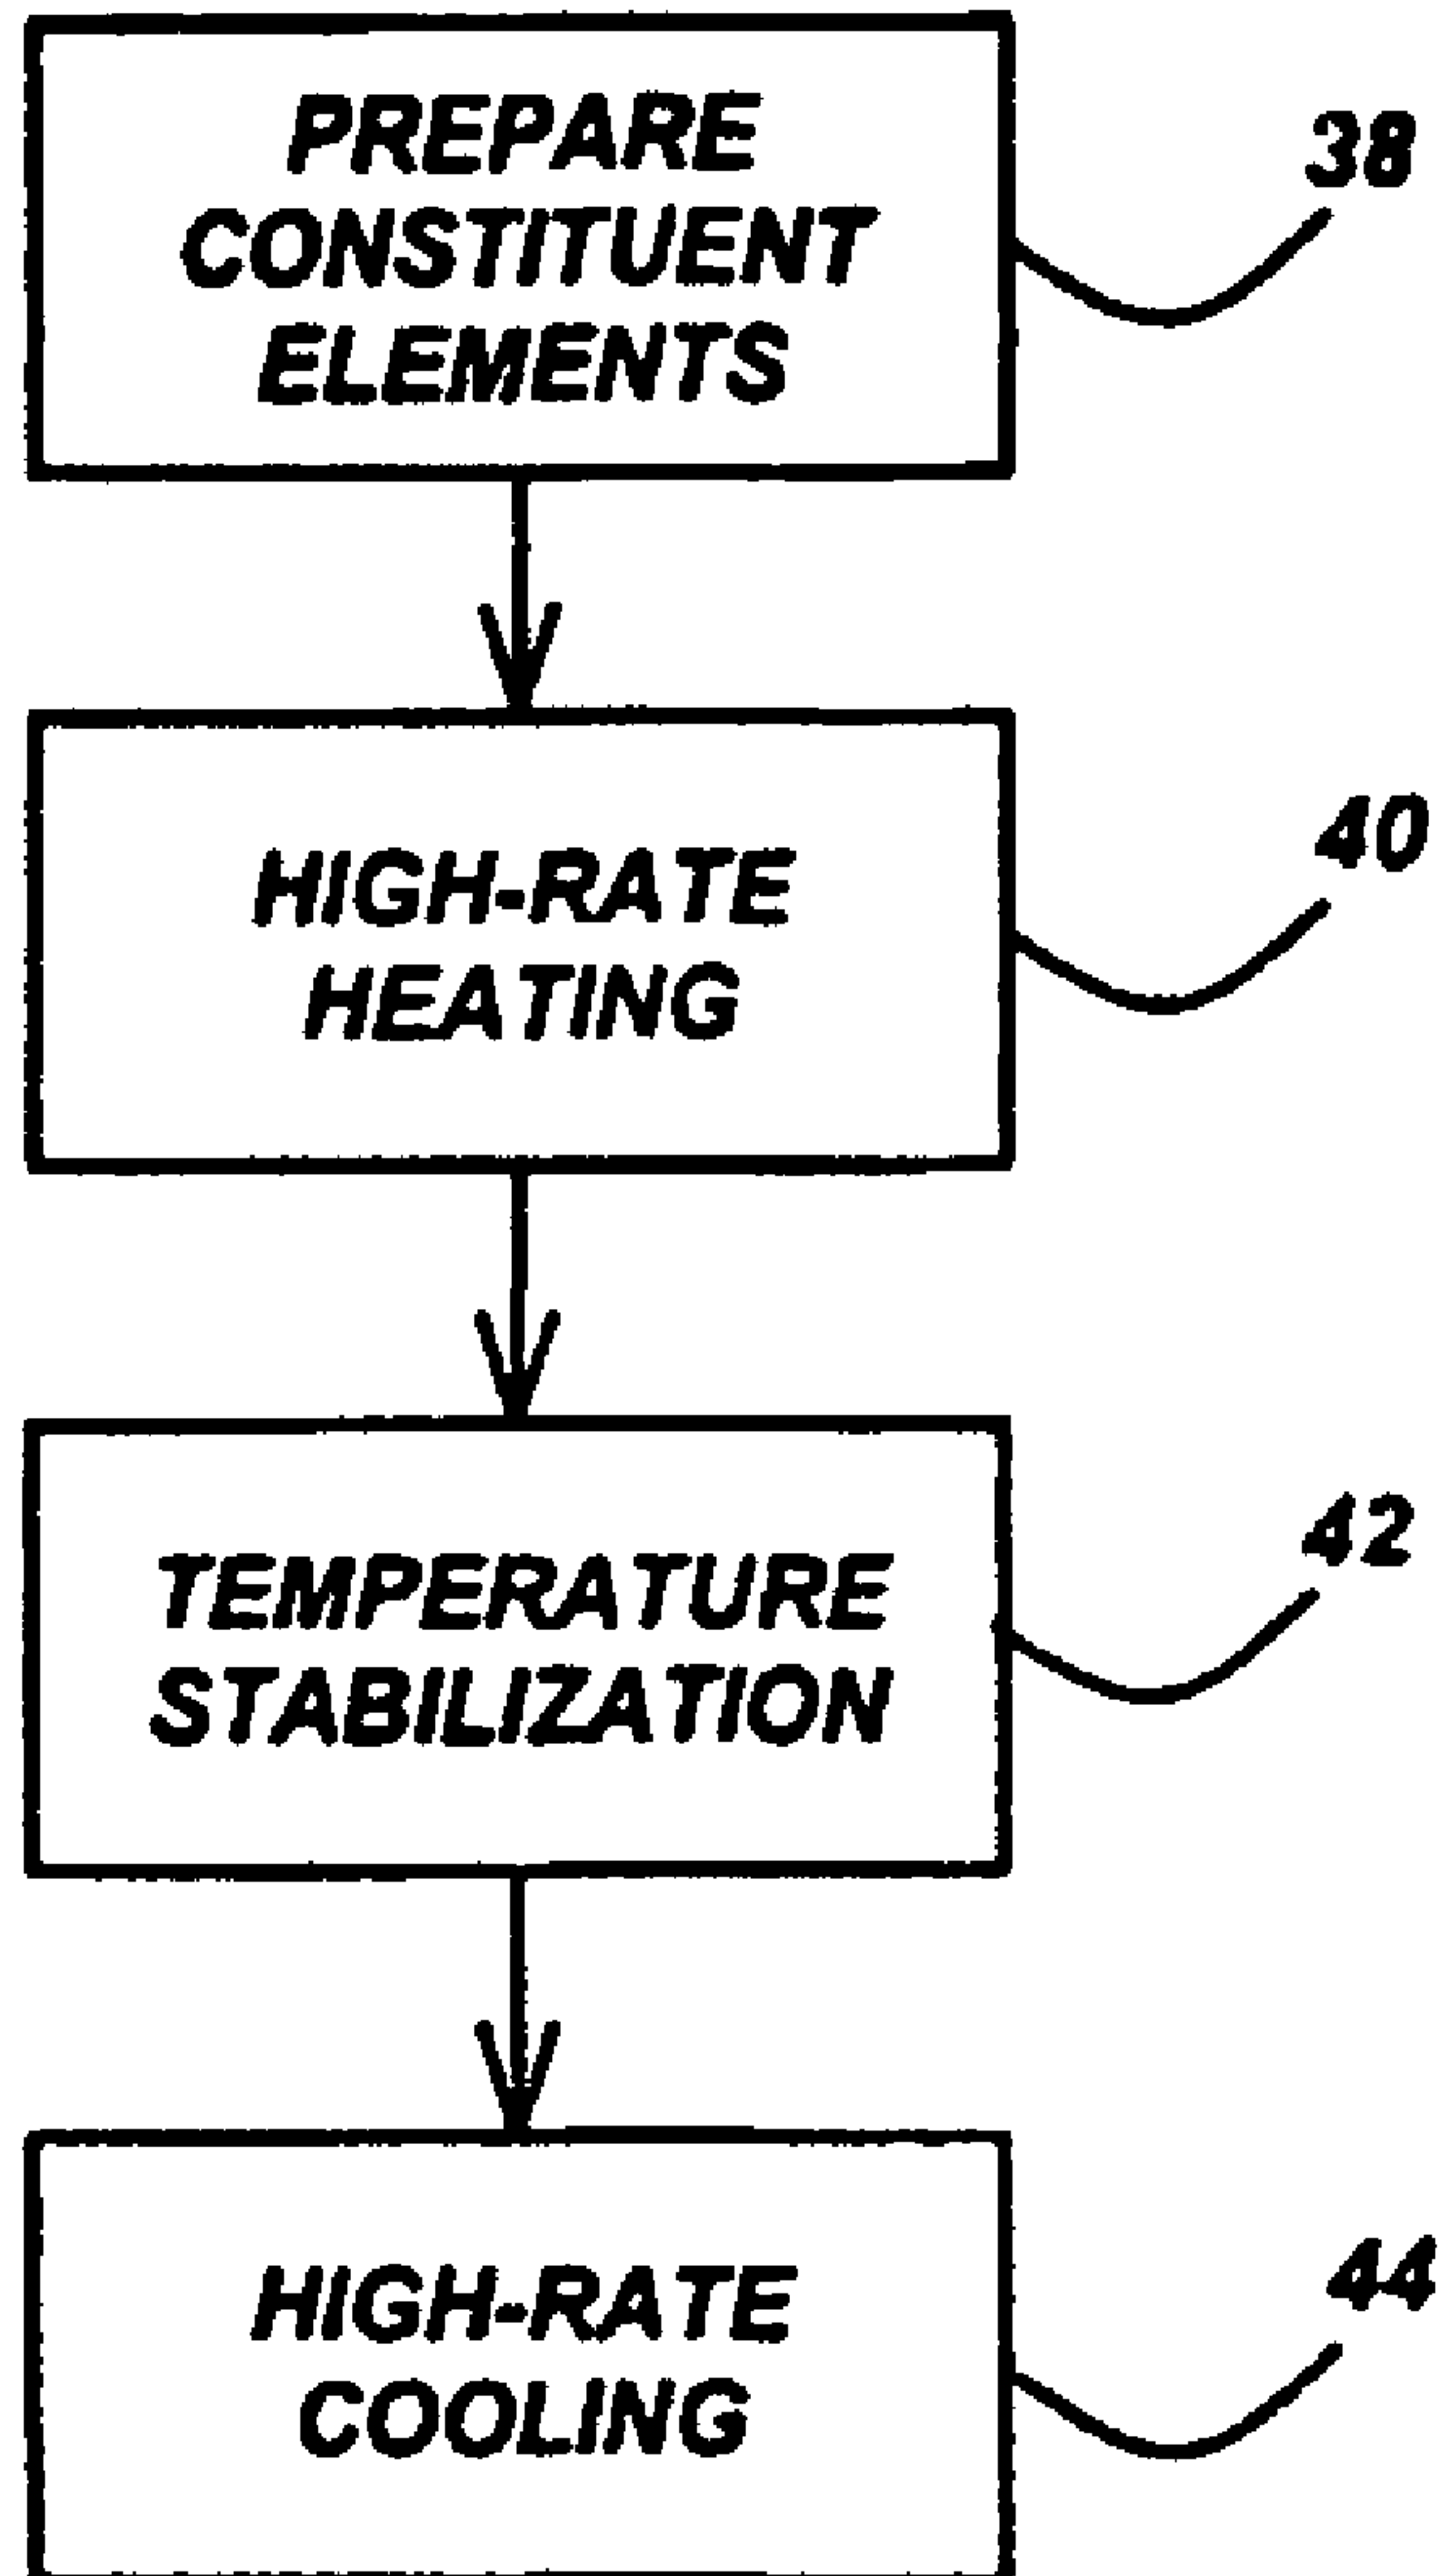 PREPARE
CONSTITUENT
ELEMENTS
38
HIGH-RATE
HEATING
40
TEMPERATURE
STABILIZATION
42
HIGH-RATE
COOLING
44